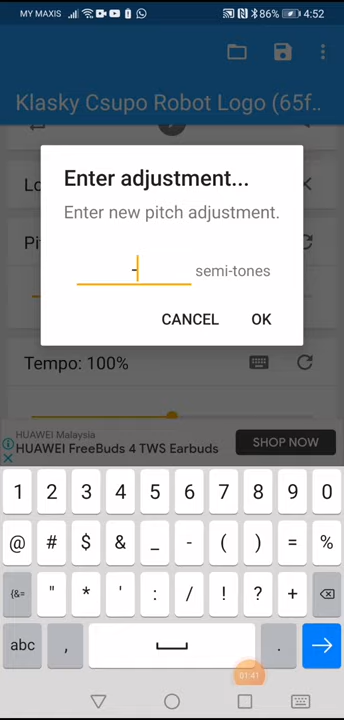 MY MAXIS 86% 4:52
Klasky Csupo Robot Logo (65f..
Lo
Enter adjustment...
Enter new pitch adjustment.
Pi
- semi-tones
CANCEL OK
Tempo: 100%
HUAWEI Malaysia
HUAWEI FreeBuds 4 TWS Earbuds
SHOP NOW
1 2 3 4 5 6 7 8 9 0
@ # $ & _ - ( ) = %
{&= " * ' : / ! ? +
abc , .
01:41